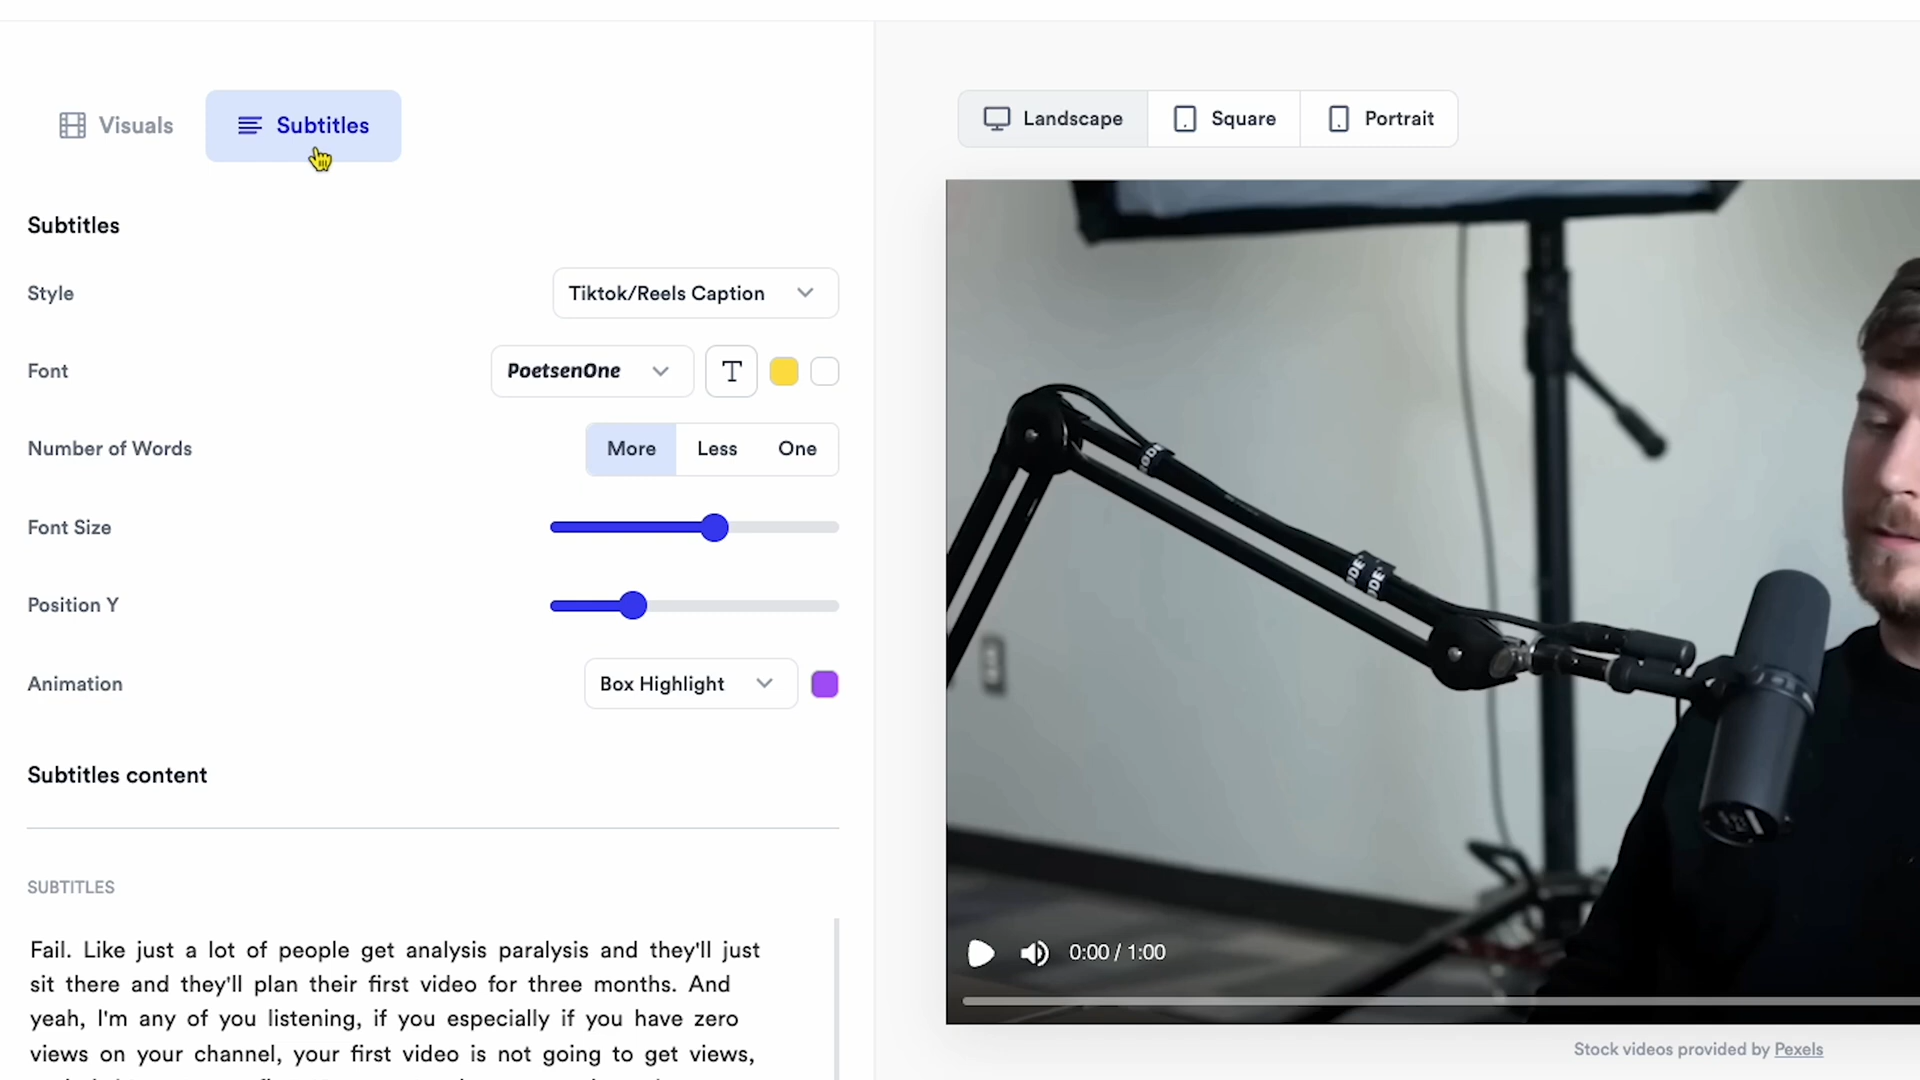 Visuals
Subtitles
Subtitles
Style
Tiktok/Reels Caption
Font
PoetsenOne
T
Number of Words
More Less One
Font Size
Position Y
Animation
Box Highlight
Subtitles content
SUBTITLES
Fail. Like just a lot of people get analysis paralysis and they'll just
sit there and they'll plan their first video for three months. And
yeah, I'm any of you listening, if you especially if you have zero
views on your channel, your first video is not going to get views,
Landscape
Square
Portrait
0:00 / 1:00
Stock videos provided by Pexels